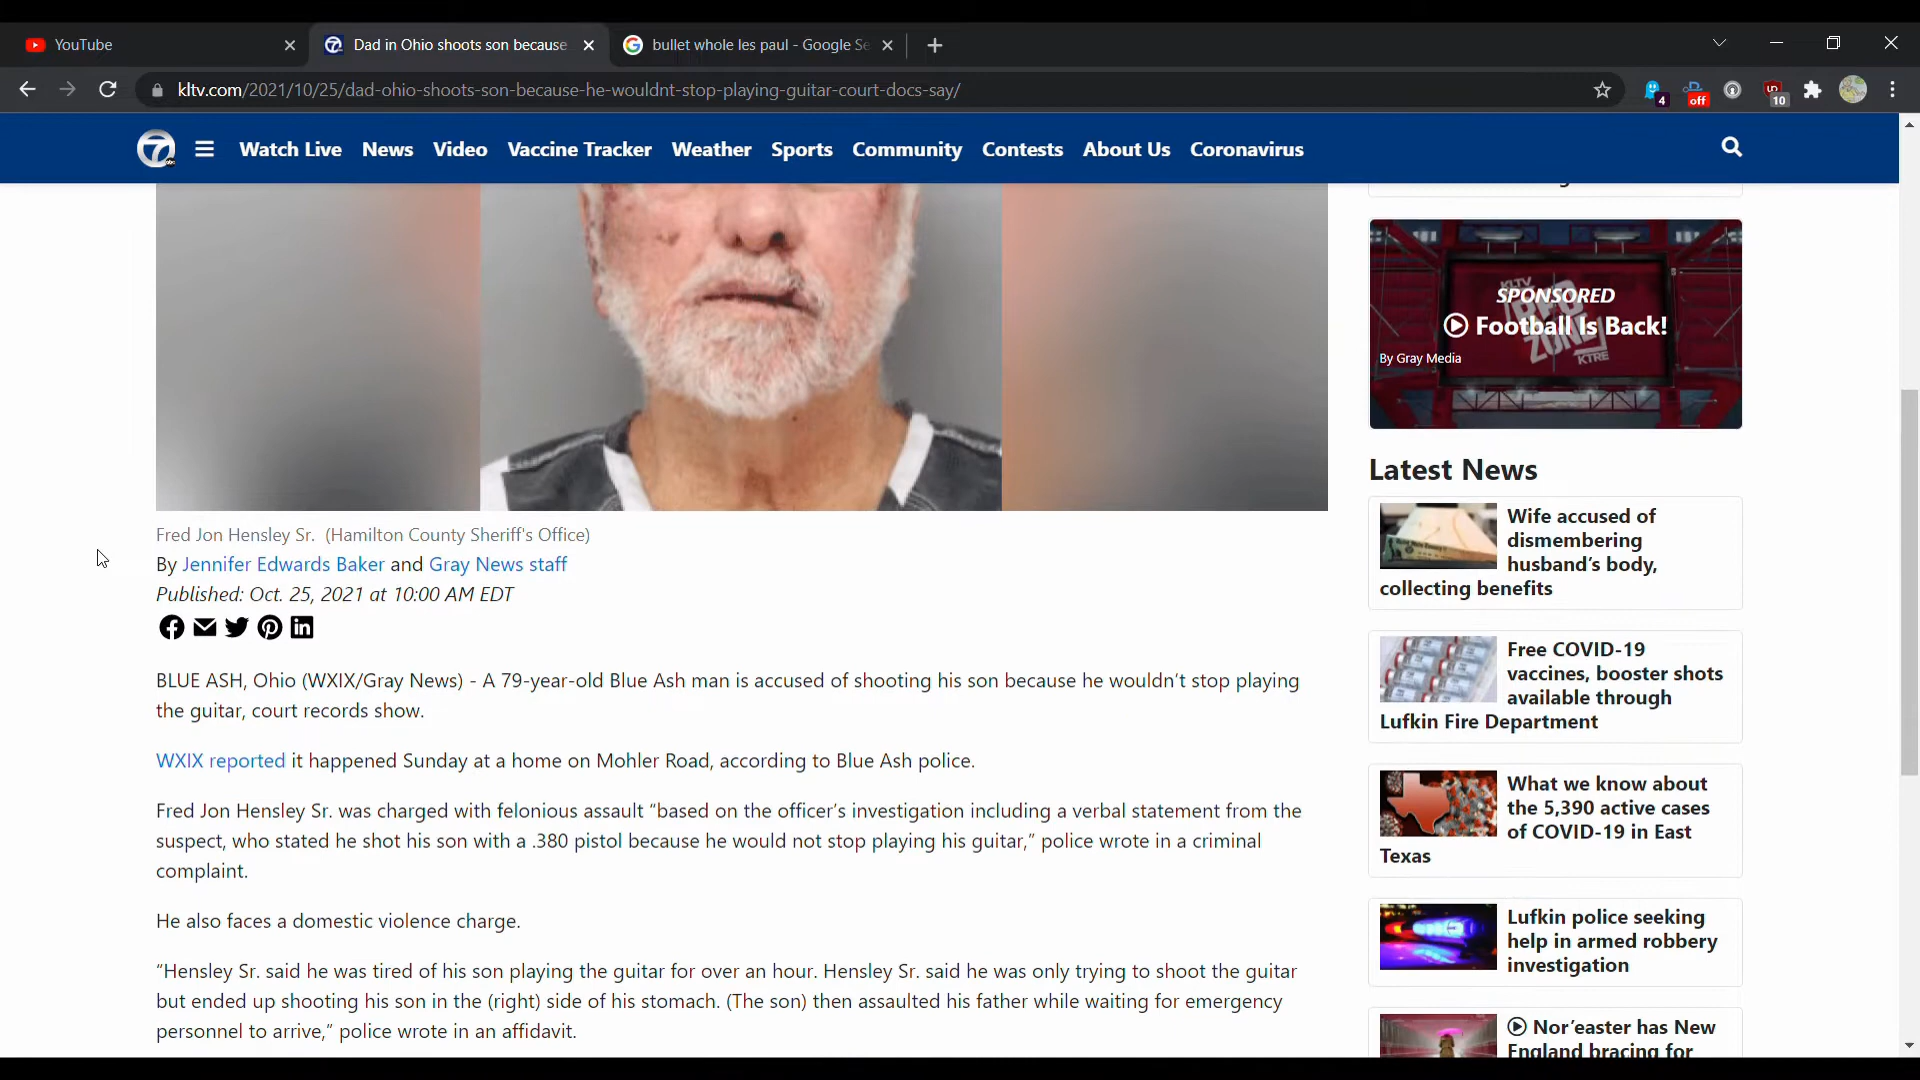 YouTube
Dad in Ohio shoots son because
bullet whole les paul - Google Se
kltv.com/2021/10/25/dad-ohio-shoots-son-because-he-wouldnt-stop-playing-guitar-court-docs-say/
4
off
10
7
Watch Live News Video Vaccine Tracker Weather Sports Community Contests About Us Coronavirus
KLTV
RED
ZONE
KTRE
SPONSORED
Football Is Back!
By Gray Media
Fred Jon Hensley Sr. (Hamilton County Sheriff's Office)
By Jennifer Edwards Baker and Gray News staff
Published: Oct. 25, 2021 at 10:00 AM EDT
BLUE ASH, Ohio (WXIX/Gray News) - A 79-year-old Blue Ash man is accused of shooting his son because he wouldn’t stop playing
the guitar, court records show.
WXIX reported it happened Sunday at a home on Mohler Road, according to Blue Ash police.
Fred Jon Hensley Sr. was charged with felonious assault “based on the officer’s investigation including a verbal statement from the
suspect, who stated he shot his son with a .380 pistol because he would not stop playing his guitar,” police wrote in a criminal
complaint.
He also faces a domestic violence charge.
“Hensley Sr. said he was tired of his son playing the guitar for over an hour. Hensley Sr. said he was only trying to shoot the guitar
but ended up shooting his son in the (right) side of his stomach. (The son) then assaulted his father while waiting for emergency
personnel to arrive,” police wrote in an affidavit.
Latest News
Wife accused of
dismembering
husband’s body,
collecting benefits
Free COVID-19
vaccines, booster shots
available through
Lufkin Fire Department
What we know about
the 5,390 active cases
of COVID-19 in East
Texas
Lufkin police seeking
help in armed robbery
investigation
Nor’easter has New
England bracing for